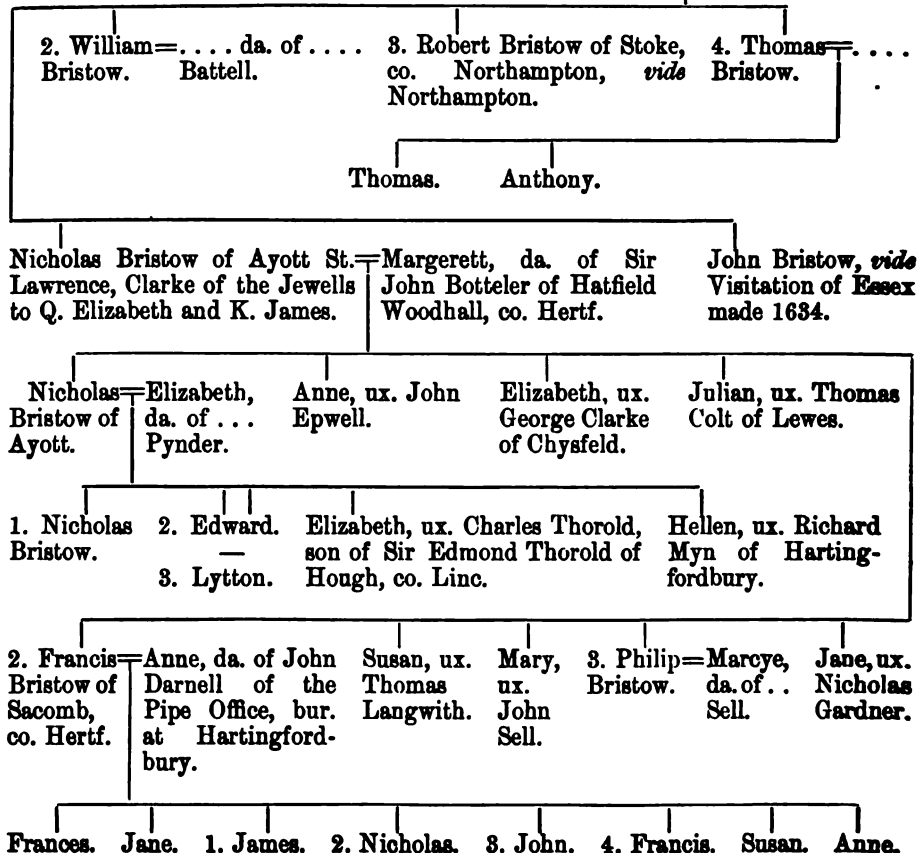 2. William=.... da. of ....
Bristow. Battell.
3. Robert Bristow of Stoke,
co. Northampton, vide
Northampton.
4. Thomas=....
Bristow.
Thomas. Anthony.
Nicholas Bristow of Ayott St.
Lawrence, Clarke of the Jewells
to Q. Elizabeth and K. James.
=Margerett, da. of Sir
John Botteler of Hatfield
Woodhall, co. Hertf.
John Bristow, vide
Visitation of Essex
made 1634.
Nicholas=
Bristow of
Ayott.
Elizabeth,
da. of ...
Pynder.
Anne, ux. John
Epwell.
Elizabeth, ux.
George Clarke
of Chysfeld.
Julian, ux. Thomas
Colt of Lewes.
1. Nicholas
Bristow.
2. Edward.
—
3. Lytton.
Elizabeth, ux. Charles Thorold,
son of Sir Edmond Thorold of
Hough, co. Linc.
Hellen, ux. Richard
Myn of Harting-
fordbury.
2. Francis=
Bristow of
Sacomb,
co. Hertf.
Anne, da. of John
Darnell of the
Pipe Office, bur.
at Hartingford-
bury.
Susan, ux.
Thomas
Langwith.
Mary,
ux.
John
Sell.
3. Philip=
Bristow.
Marcye,
da. of ..
Sell.
Jane, ux.
Nicholas
Gardner.
Frances. Jane. 1. James. 2. Nicholas. 3. John. 4. Francis. Susan. Anne.